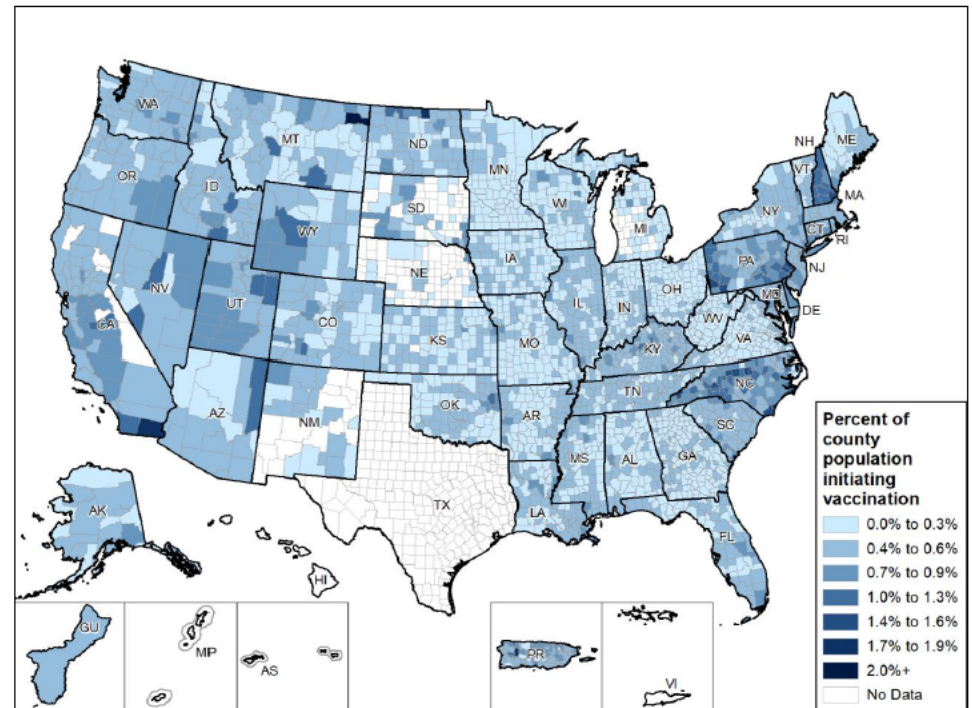 WA
MT
ND
MN
ME
NH
VT
OR
ID
SD
WI
MA
NY
WY
MI
CT
RI
IA
PA
NE
NJ
NV
OH
IL
IN
MD
DE
UT
CO
WV
CA
KS
MO
VA
KY
NC
TN
OK
AZ
NM
AR
SC
MS
AL
GA
TX
LA
AK
FL
HI
GU
MP
AS
PR
VI
Percent of
county
population
initiating
vaccination
0.0% to 0.3%
0.4% to 0.6%
0.7% to 0.9%
1.0% to 1.3%
1.4% to 1.6%
1.7% to 1.9%
2.0%+
No Data